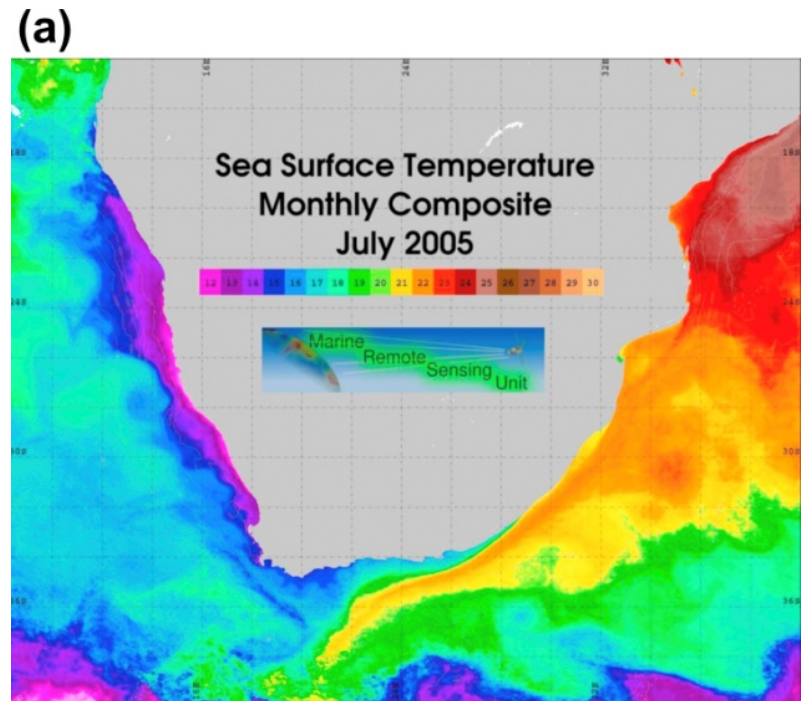 (a)
Sea Surface Temperature
Monthly Composite
July 2005
12 13 14 15 16 17 18 19 20 21 22 23 24 25 26 27 28 29 30
Marine
Remote
Sensing
Unit